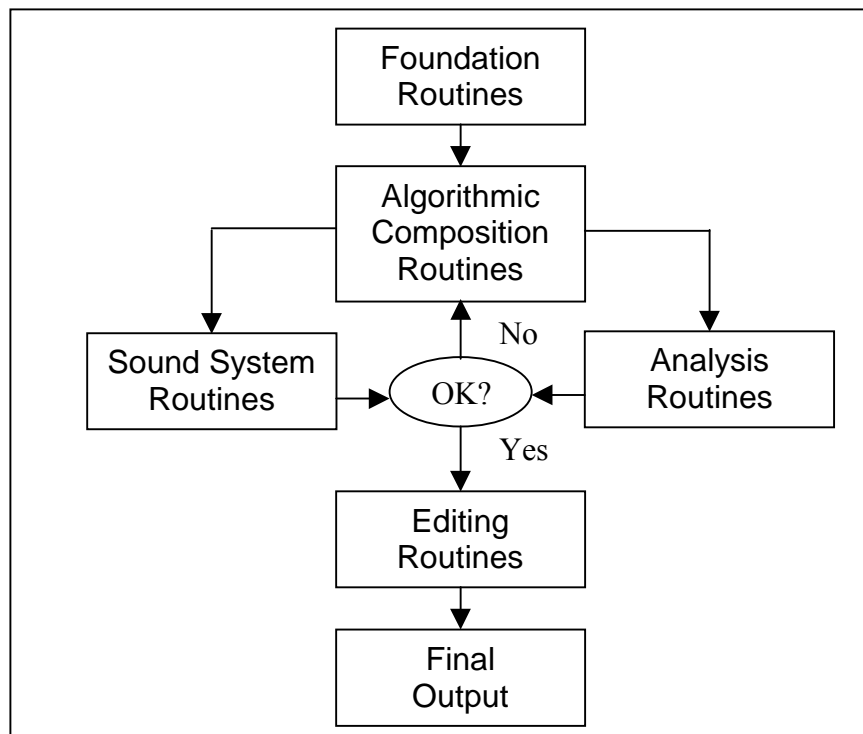 Foundation
Routines
Algorithmic
Composition
Routines
No
Sound System
Routines
OK?
Analysis
Routines
Yes
Editing
Routines
Final
Output